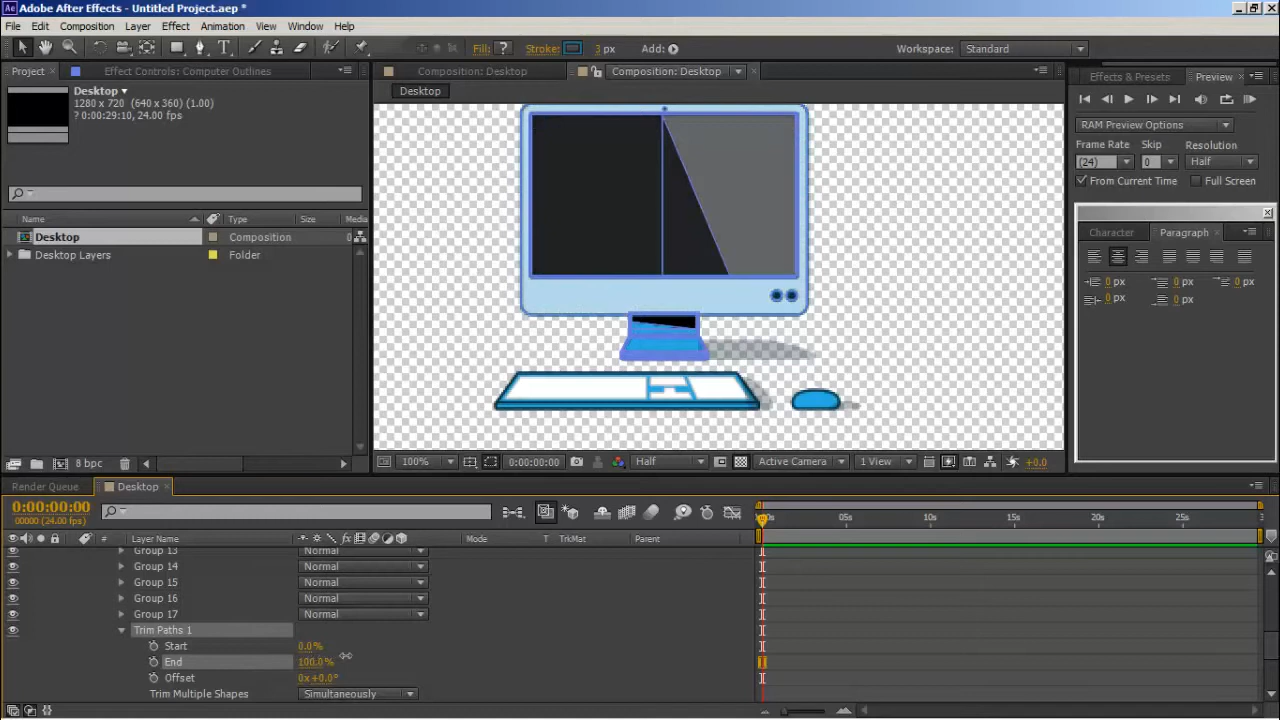 Adobe After Effects - Untitled Project.aep *
File Edit Composition Layer Effect Animation View Window Help
Fill: ? Stroke: 3 px Add: Workspace: Standard
Project Effect Controls: Computer Outlines Composition: Desktop Composition: Desktop Effects & Presets Preview
Desktop
1280 x 720 (640 x 360) (1.00)
? 0:00:29:10, 24.00 fps
Desktop
RAM Preview Options
Frame Rate Skip Resolution
(24) 0 Half
From Current Time Full Screen
Name Type Size Media
Desktop Composition 0
Desktop Layers Folder
Character Paragraph
0 px 0 px 0 px
0 px 0 px
8 bpc 100% 0:00:00:00 Half Active Camera 1 View +0.0
Render Queue Desktop
0:00:00:00
00000 (24.00 fps)
05s 10s 15s 20s 25s
# Layer Name Mode T TrkMat Parent
Group 13 Normal
Group 14 Normal
Group 15 Normal
Group 16 Normal
Group 17 Normal
Trim Paths 1
Start 0.0%
End 100.0%
Offset 0x+0.0°
Trim Multiple Shapes Simultaneously